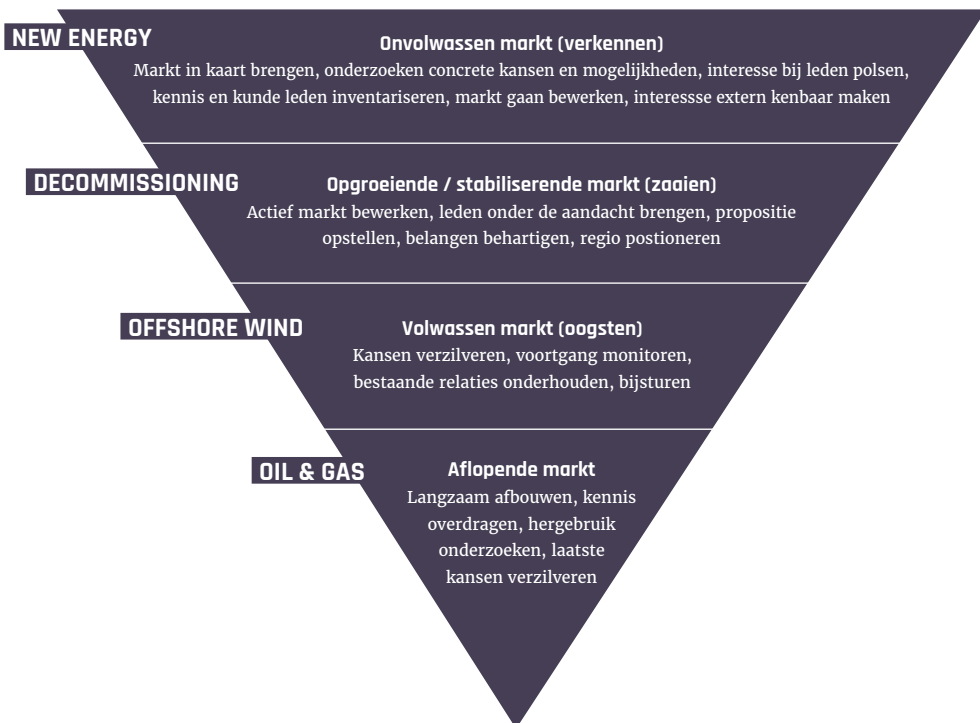 NEW ENERGY
Onvolwassen markt (verkennen)
Markt in kaart brengen, onderzoeken concrete kansen en mogelijkheden, interesse bij leden polsen,
kennis en kunde leden inventariseren, markt gaan bewerken, interessse extern kenbaar maken
DECOMMISSIONING
Opgroeiende / stabiliserende markt (zaaien)
Actief markt bewerken, leden onder de aandacht brengen, propositie
opstellen, belangen behartigen, regio postioneren
OFFSHORE WIND
Volwassen markt (oogsten)
Kansen verzilveren, voortgang monitoren,
bestaande relaties onderhouden, bijsturen
OIL & GAS
Aflopende markt
Langzaam afbouwen, kennis
overdragen, hergebruik
onderzoeken, laatste
kansen verzilveren